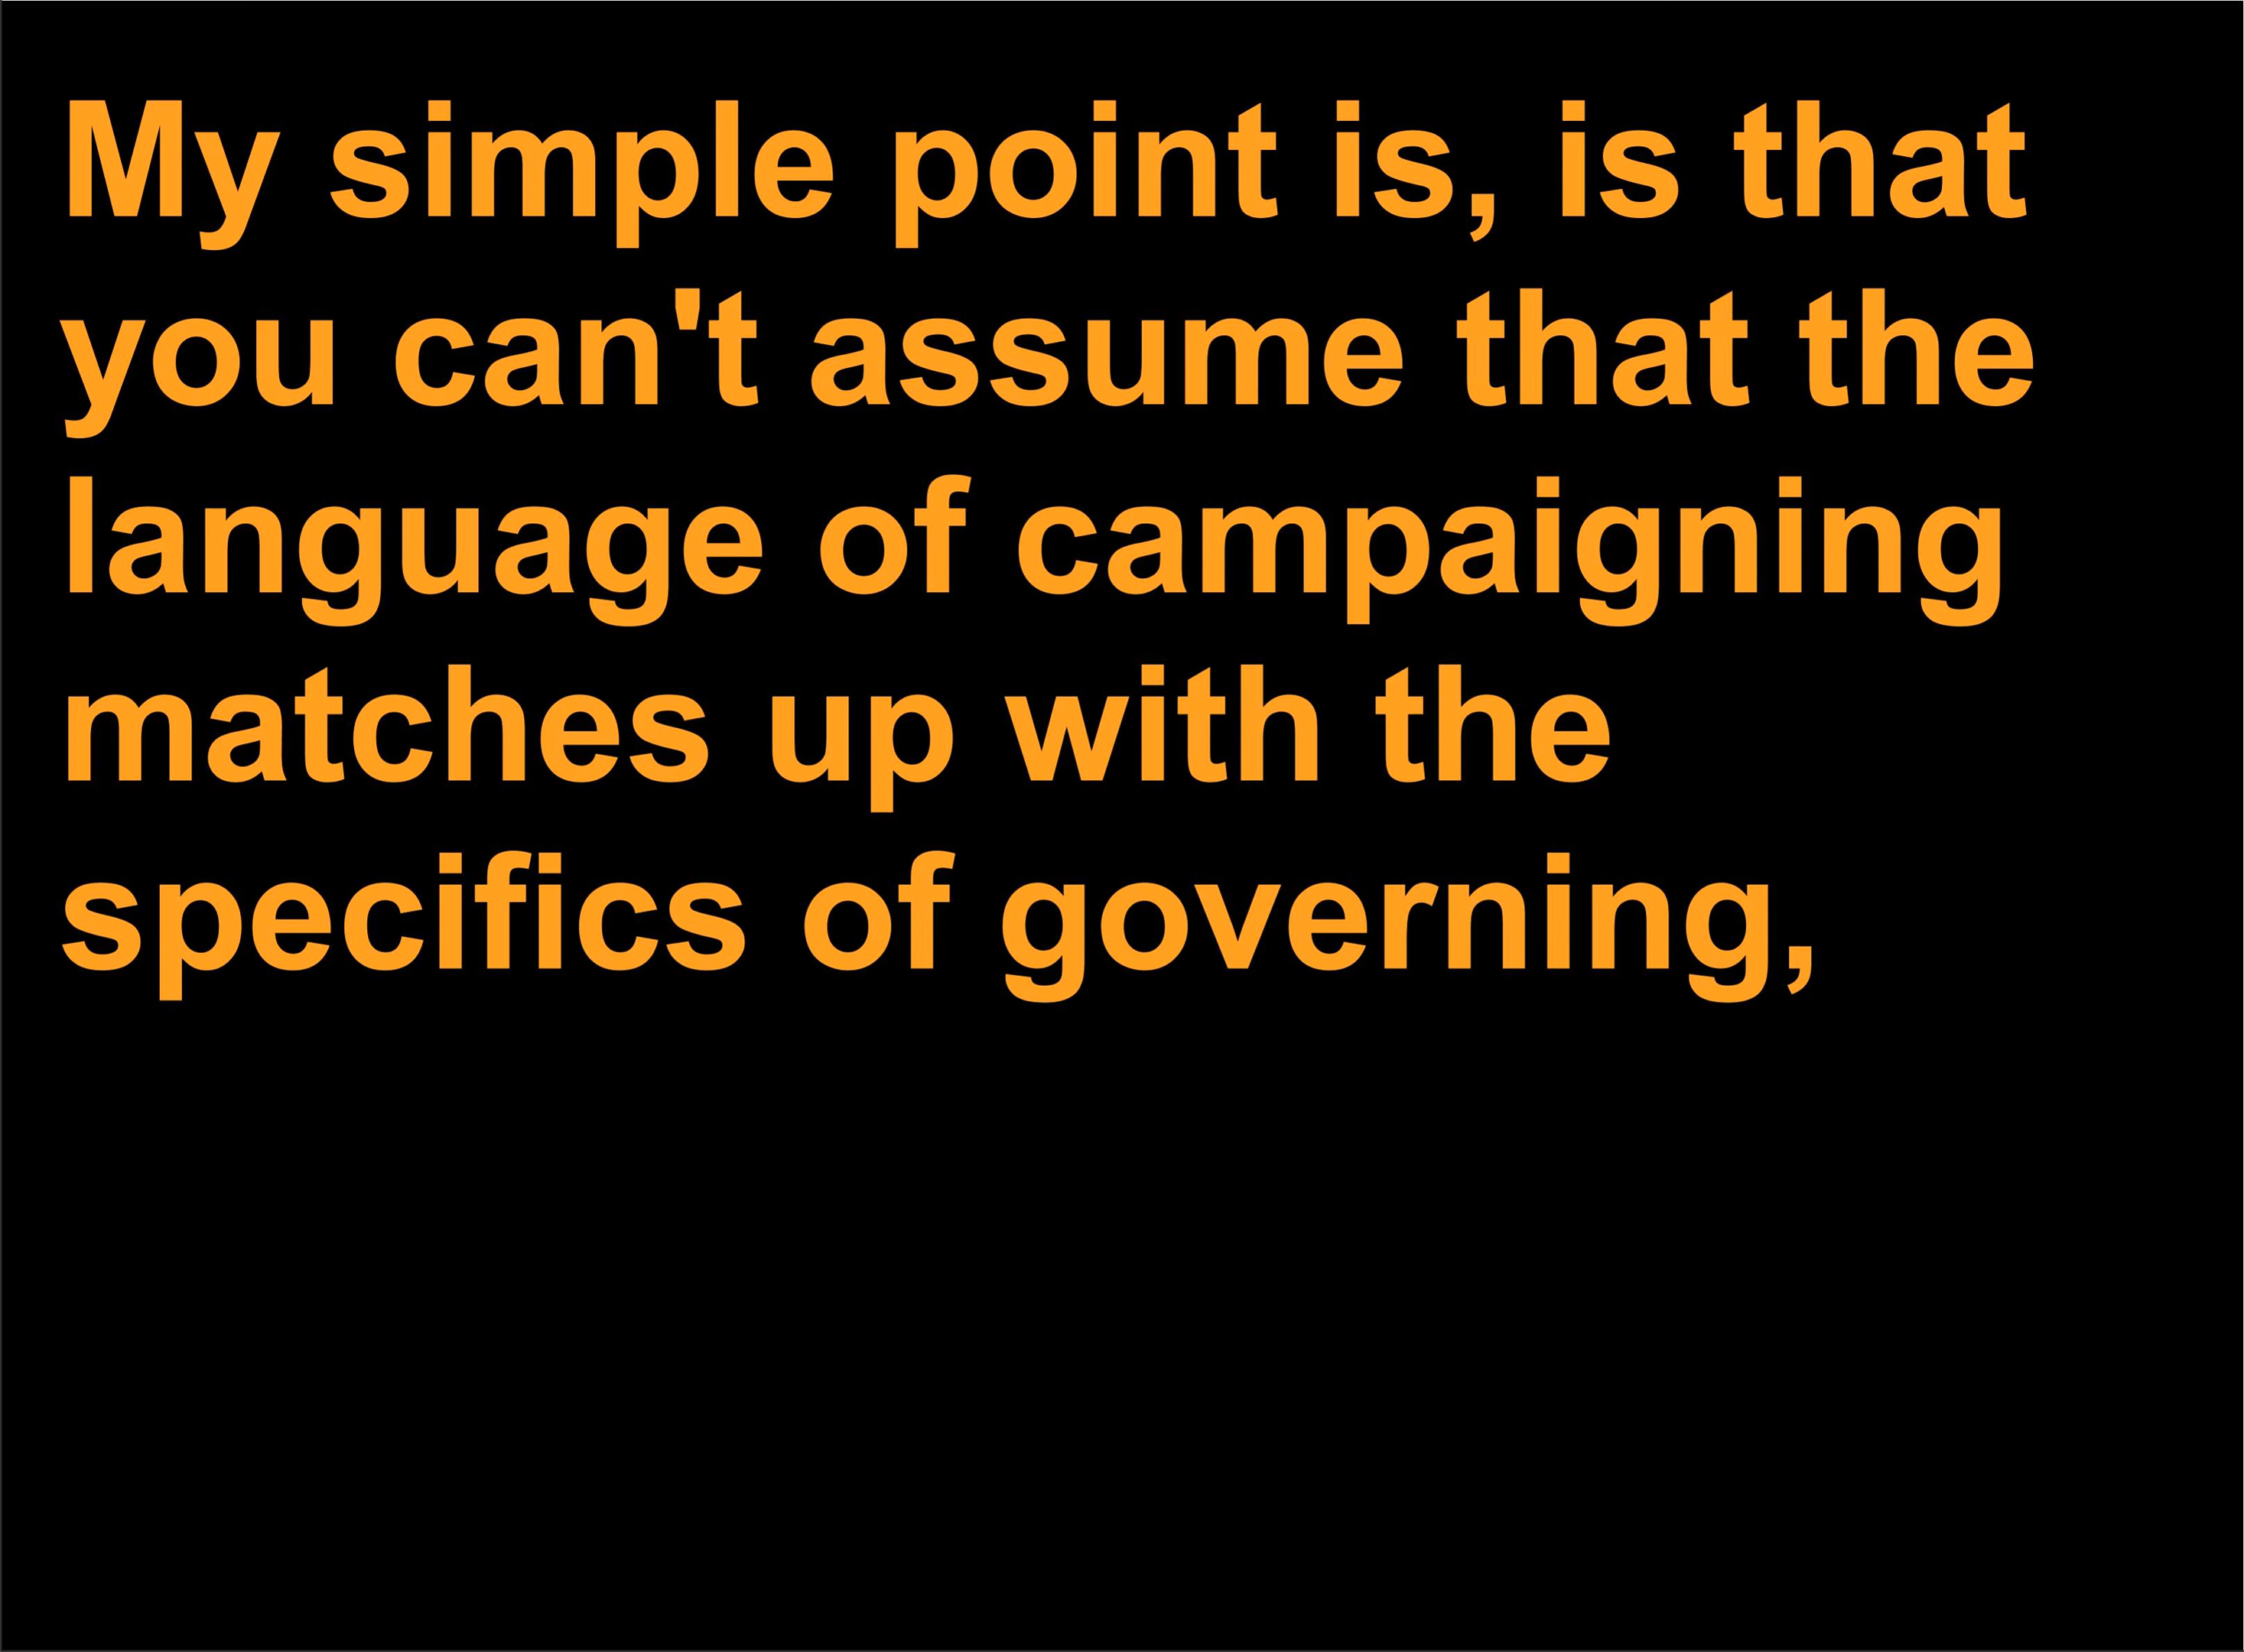 My simple point is, is that
you can't assume that the
language of campaigning
matches up with the
specifics of governing,